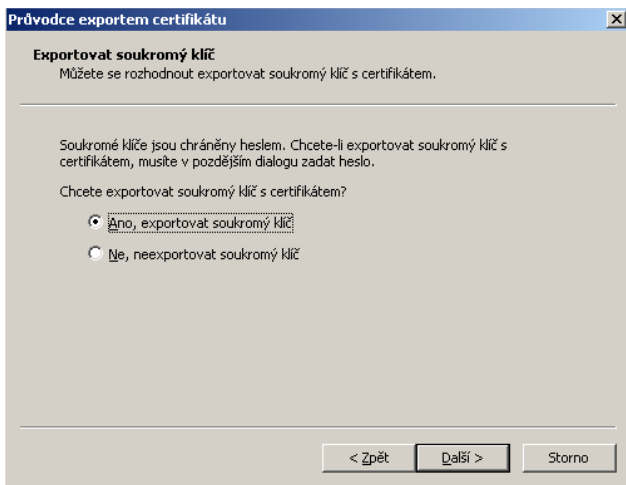 Průvodce exportem certifikátu
Exportovat soukromý klíč
Můžete se rozhodnout exportovat soukromý klíč s certifikátem.
Soukromé klíče jsou chráněny heslem. Chcete-li exportovat soukromý klíč s
certifikátem, musíte v pozdějším dialogu zadat heslo.
Chcete exportovat soukromý klíč s certifikátem?
Ano, exportovat soukromý klíč
Ne, neexportovat soukromý klíč
< Zpět Další > Storno